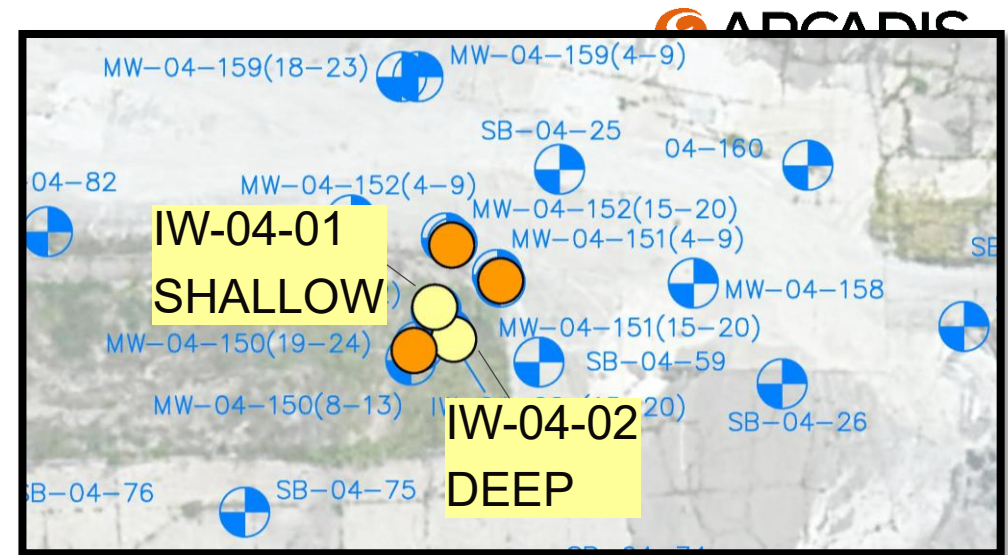 ARCADIS
MW-04-159(18-23)
MW-04-159(4-9)
SB-04-25
04-160
04-82
MW-04-152(4-9)
MW-04-152(15-20)
IW-04-01
SHALLOW
MW-04-151(4-9)
SB
)
MW-04-158
MW-04-150(19-24)
MW-04-151(15-20)
SB-04-59
MW-04-150(8-13)
20)
IW-04-02
DEEP
SB-04-26
SB-04-76
SB-04-75